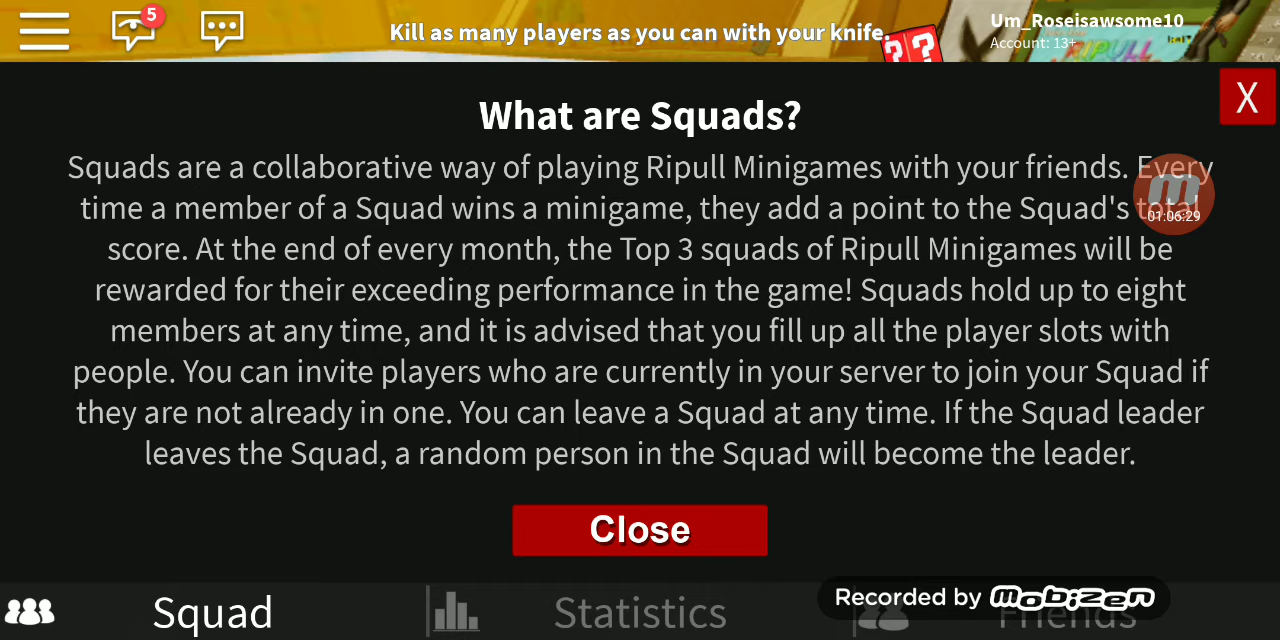 5
Kill as many players as you can with your knife.
??
Um_Roseisawsome10
Account: 13+
RIPULL
X
What are Squads?
Squads are a collaborative way of playing Ripull Minigames with your friends. Every
time a member of a Squad wins a minigame, they add a point to the Squad's total
score. At the end of every month, the Top 3 squads of Ripull Minigames will be
rewarded for their exceeding performance in the game! Squads hold up to eight
members at any time, and it is advised that you fill up all the player slots with
people. You can invite players who are currently in your server to join your Squad if
they are not already in one. You can leave a Squad at any time. If the Squad leader
leaves the Squad, a random person in the Squad will become the leader.
m
01:06:29
Close
Squad
Statistics
Friends
Recorded by mobizen